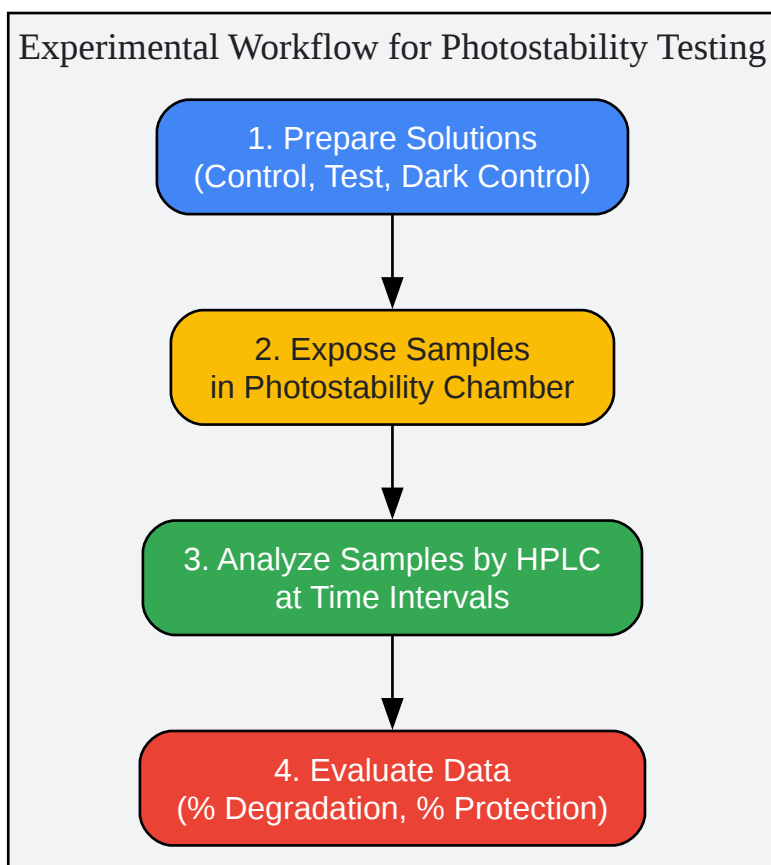 Experimental Workflow for Photostability Testing
1. Prepare Solutions
(Control, Test, Dark Control)
2. Expose Samples
in Photostability Chamber
3. Analyze Samples by HPLC
at Time Intervals
4. Evaluate Data
(% Degradation, % Protection)